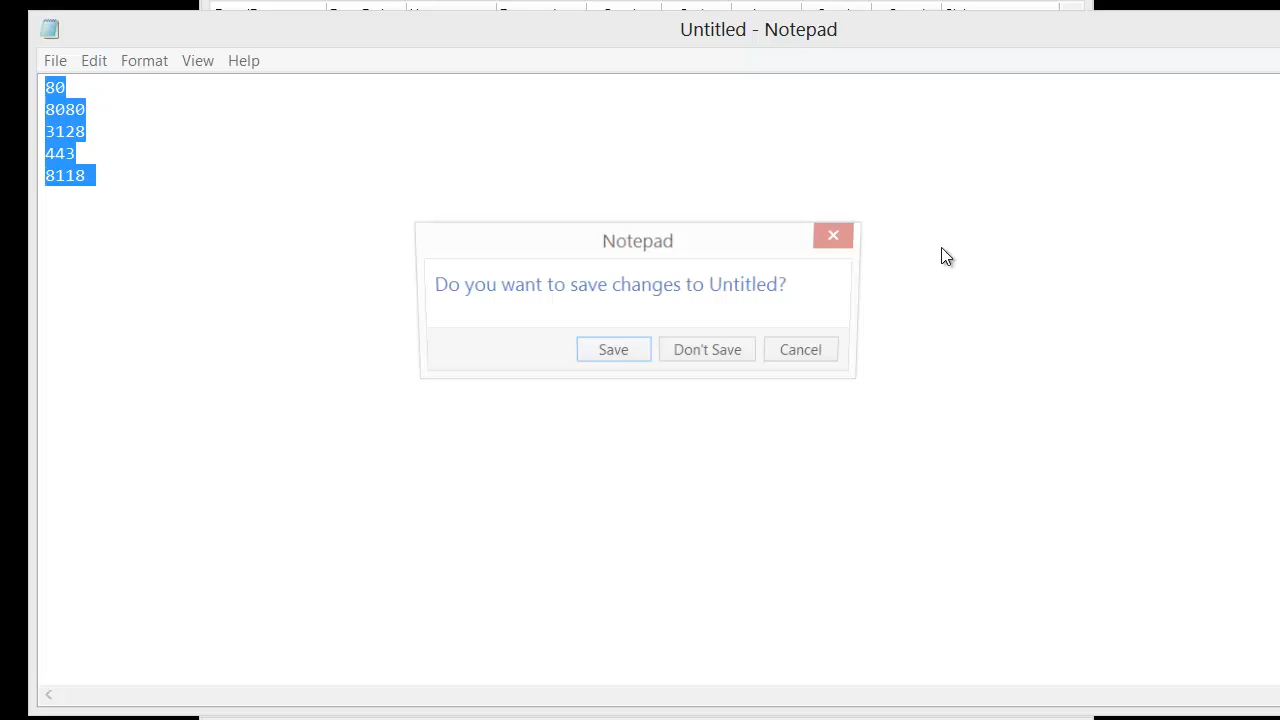 Untitled - Notepad
File Edit Format View Help
80
8080
3128
443
8118
Notepad
Do you want to save changes to Untitled?
Save Don't Save Cancel